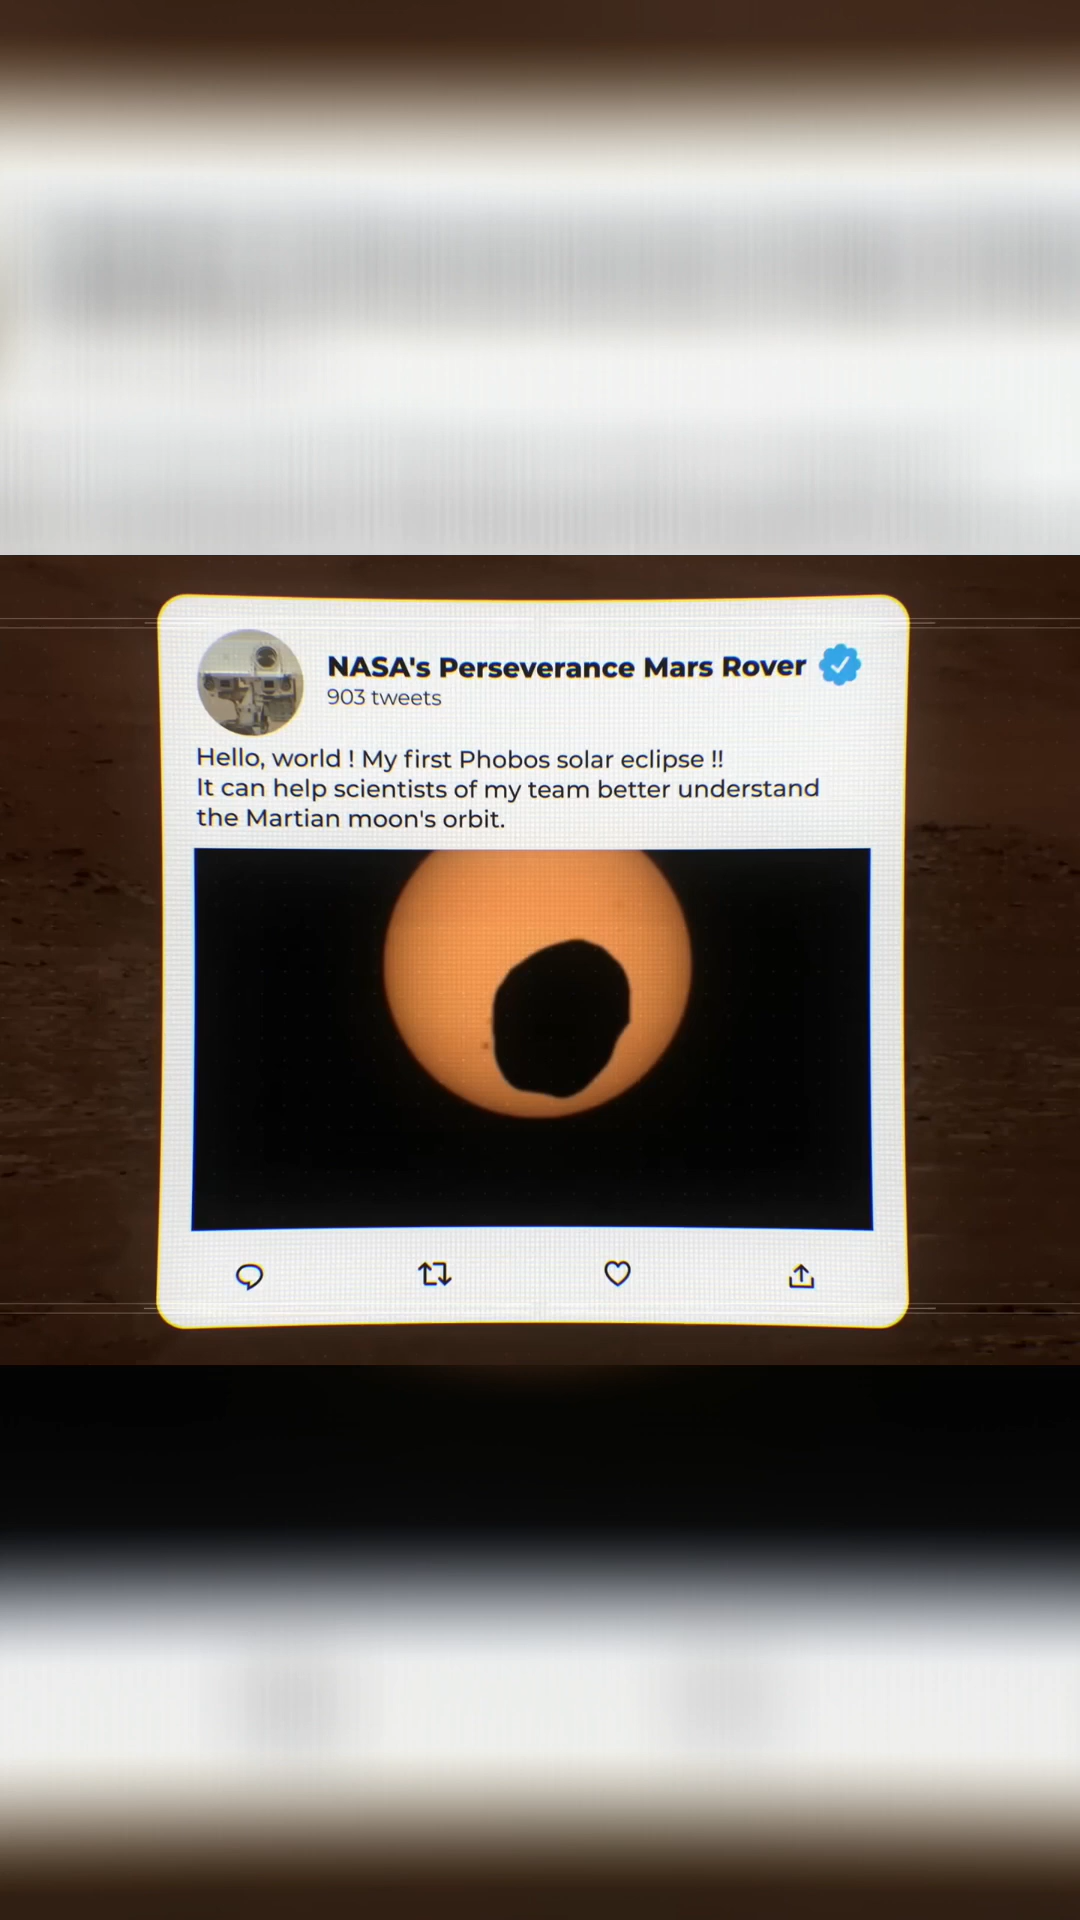 NASA's Perseverance Mars Rover
903 tweets
Hello, world ! My first Phobos solar eclipse !!
It can help scientists of my team better understand
the Martian moon's orbit.